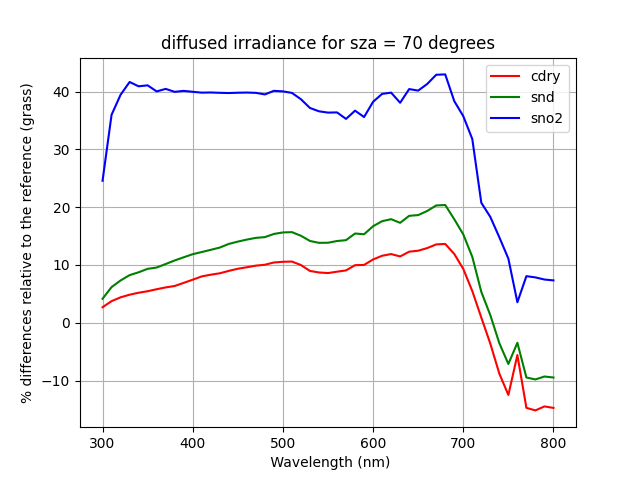 diffused irradiance for sza = 70 degrees
% differences relative to the reference (grass)
40
30
20
10
0
−10
300
400
500
600
700
800
Wavelength (nm)
cdry
snd
sno2